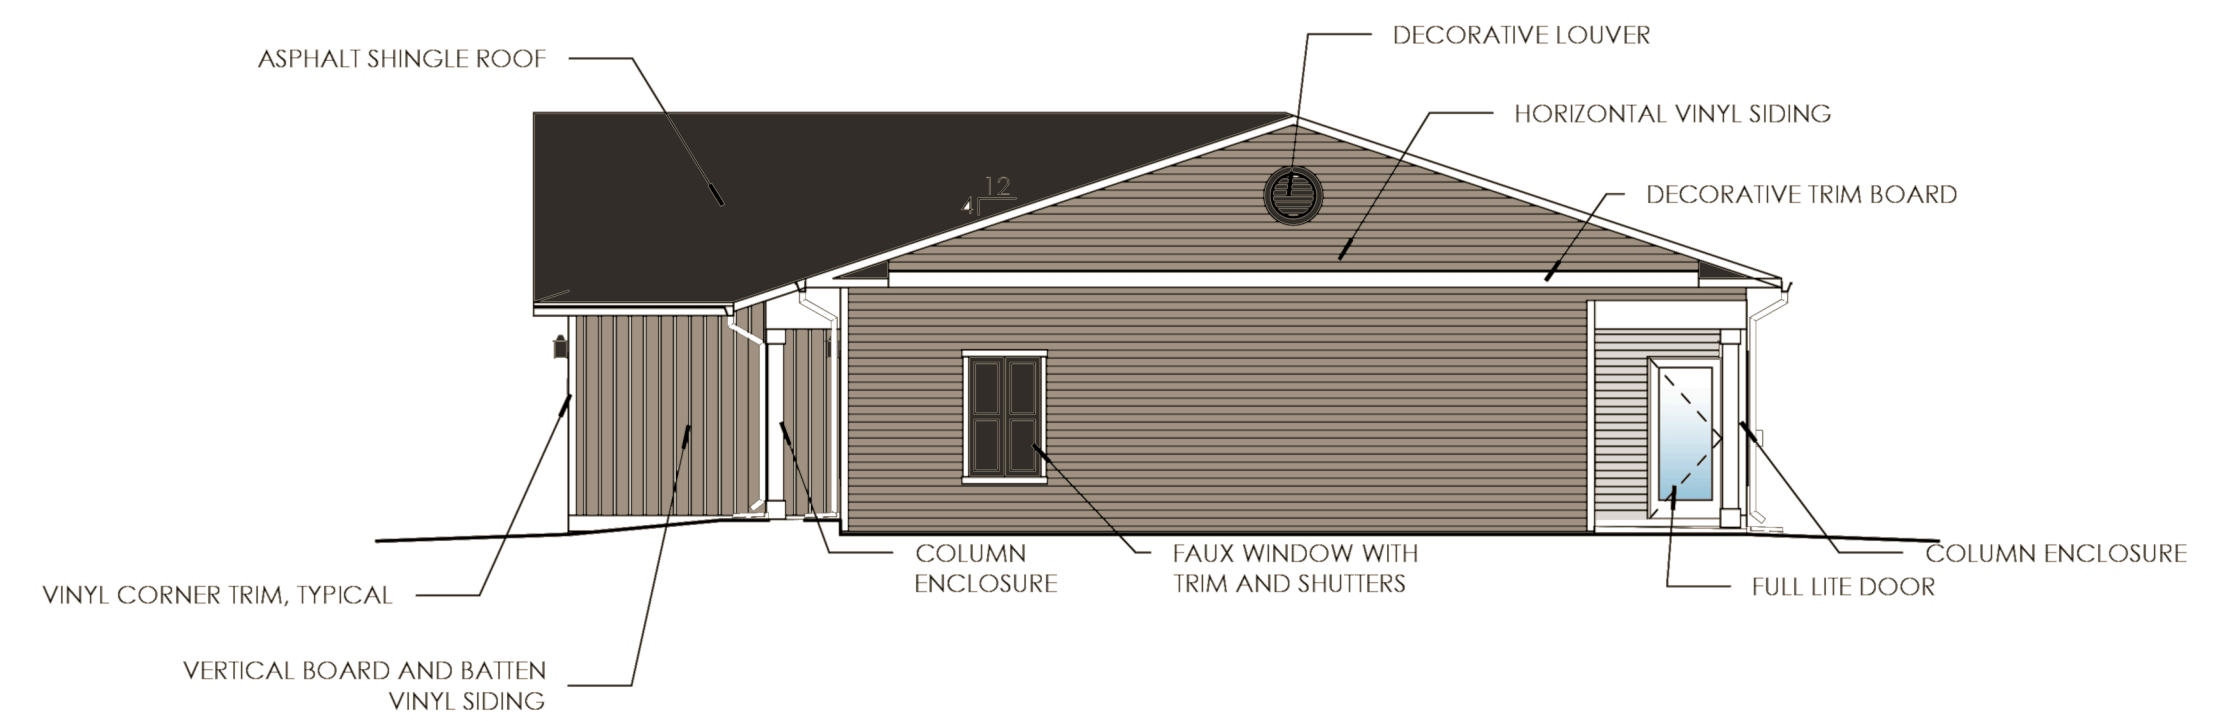 DECORATIVE LOUVER
ASPHALT SHINGLE ROOF
HORIZONTAL VINYL SIDING
12
4
DECORATIVE TRIM BOARD
COLUMN
ENCLOSURE
FAUX WINDOW WITH
TRIM AND SHUTTERS
COLUMN ENCLOSURE
FULL LITE DOOR
VINYL CORNER TRIM, TYPICAL
VERTICAL BOARD AND BATTEN
VINYL SIDING